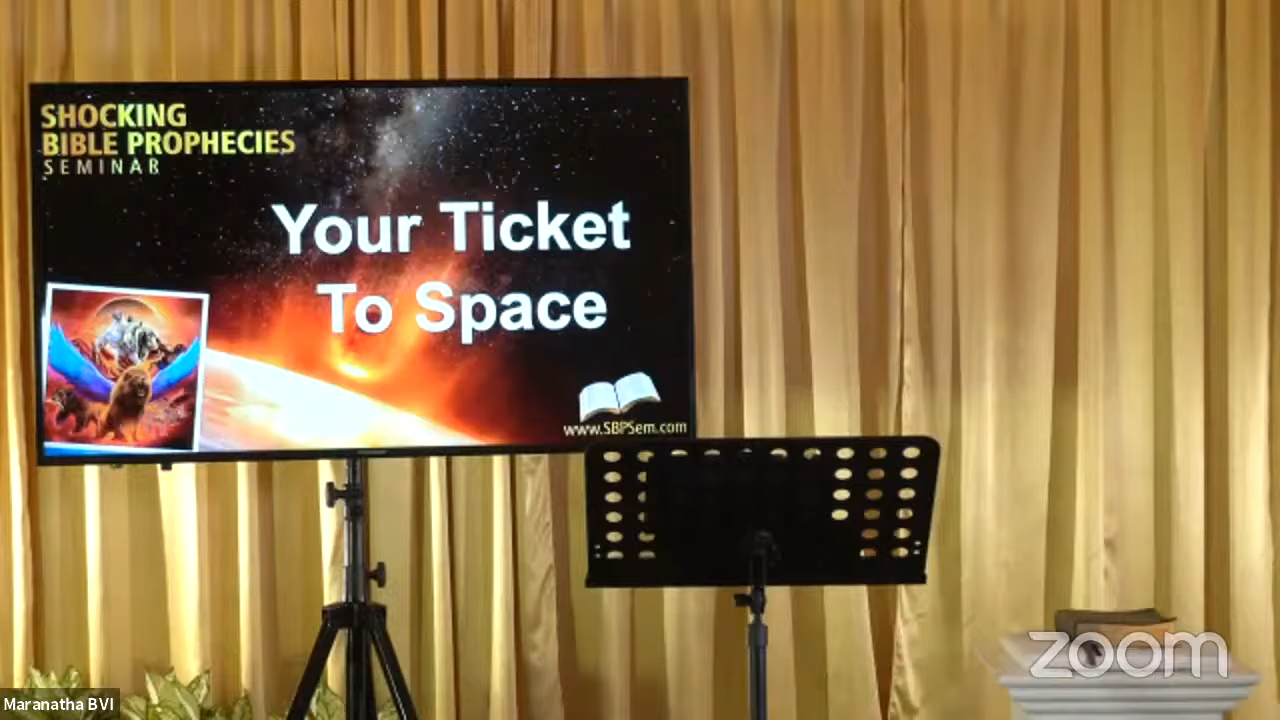 SHOCKING
BIBLE PROPHECIES
SEMINAR
Your Ticket
To Space
www.SBPSem.com
zoom
Maranatha BVI